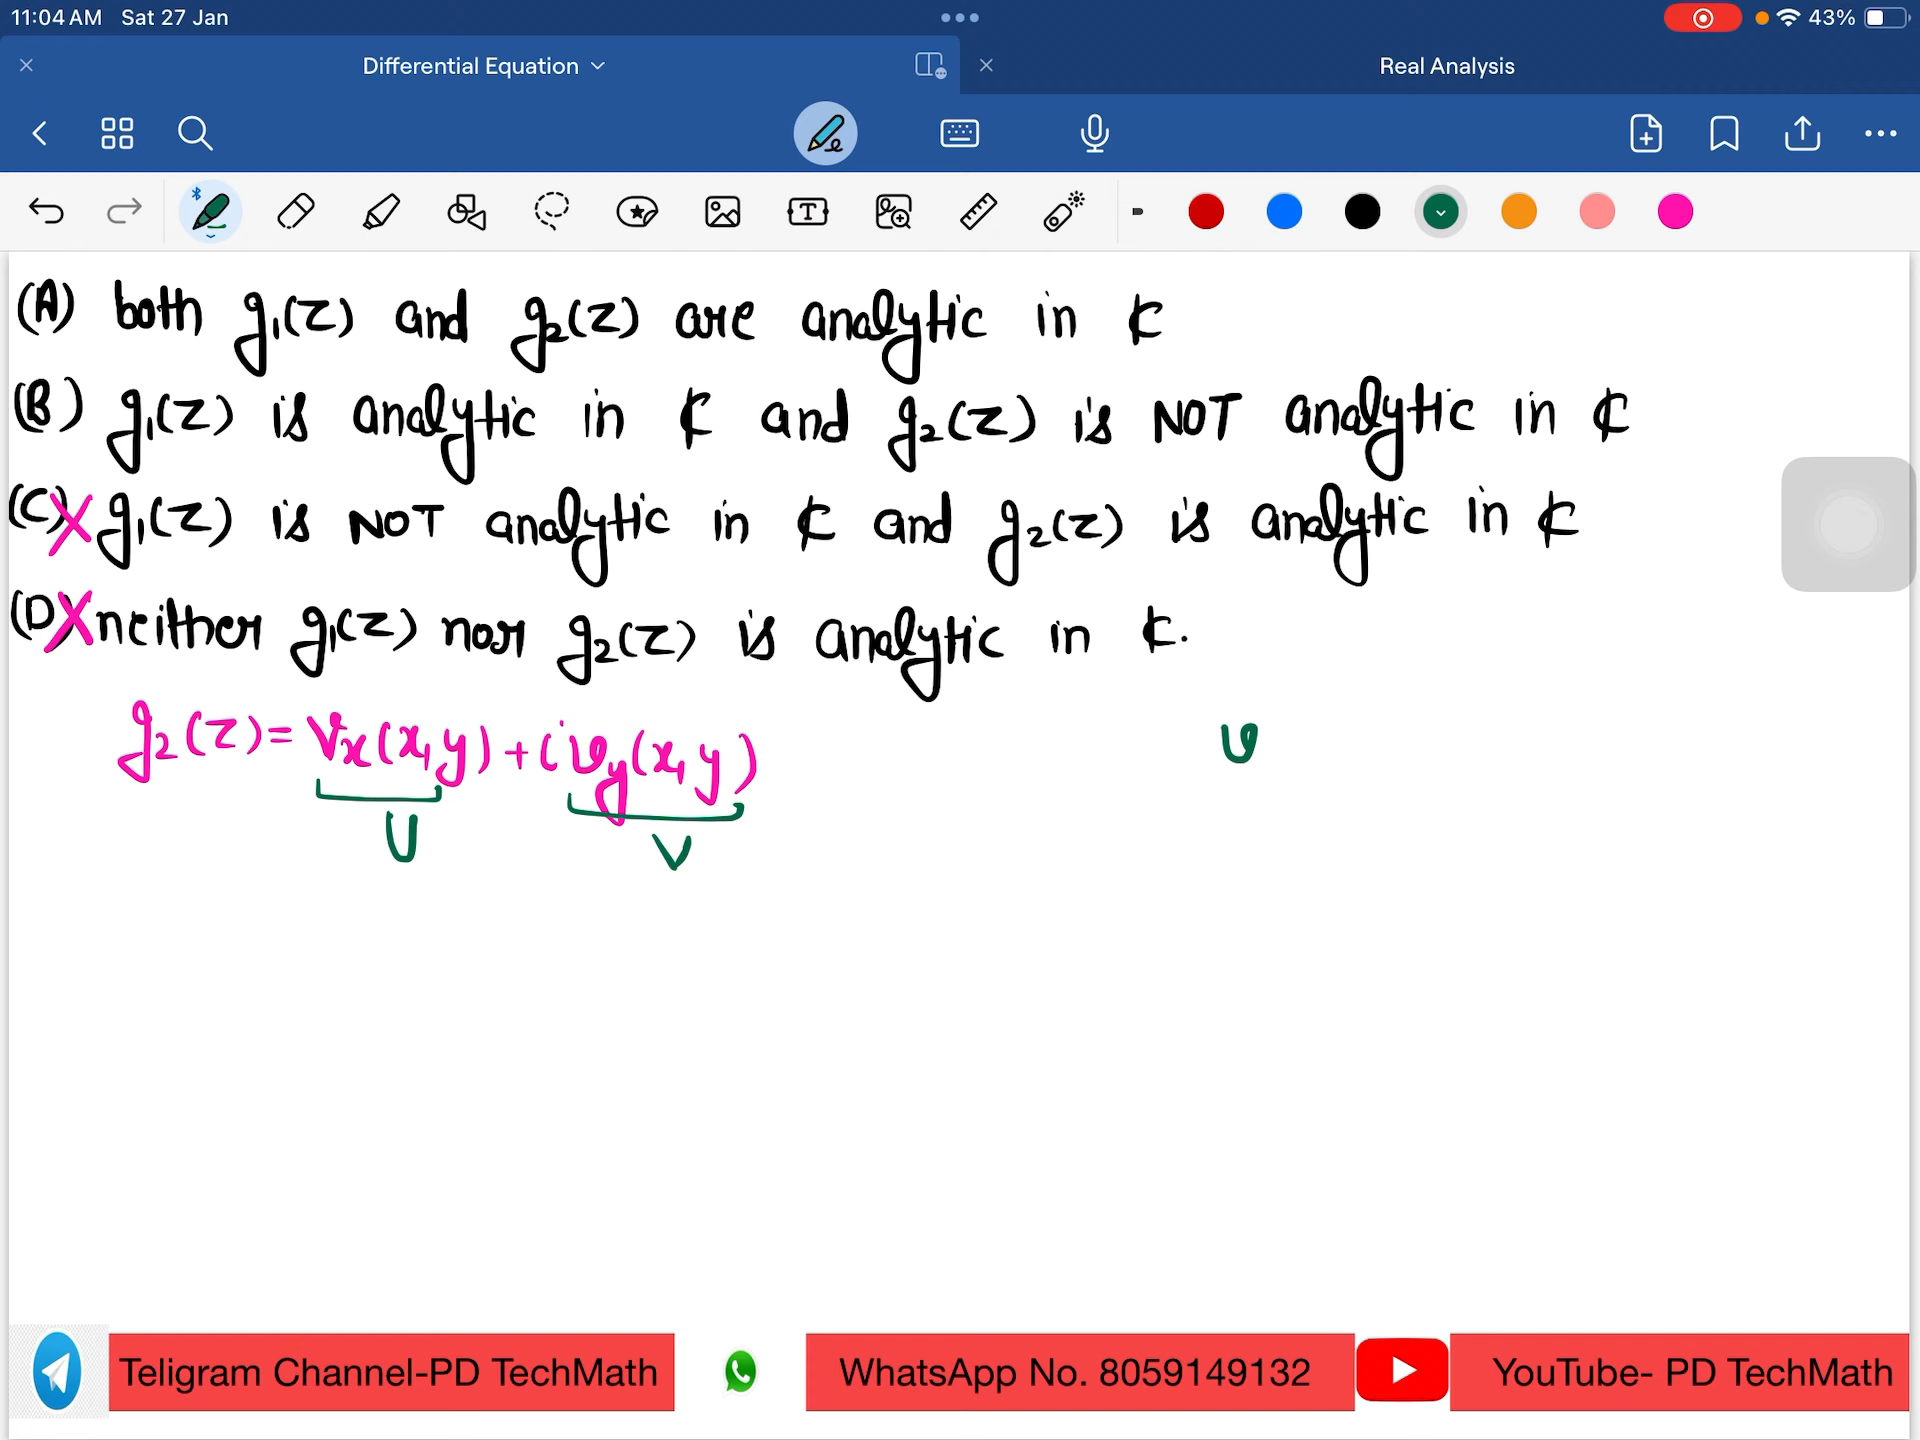 11:04 AM Sat 27 Jan
43%
Differential Equation
Real Analysis
(A) both g₁(z) and g₂(z) are analytic in ℂ
(B) g₁(z) is analytic in ℂ and g₂(z) is NOT analytic in ℂ
(C) g₁(z) is NOT analytic in ℂ and g₂(z) is analytic in ℂ
(D) neither g₁(z) nor g₂(z) is analytic in ℂ.
g₂(z) = vₓ(x, y) + i v_y(x, y)
v
U
V
Teligram Channel-PD TechMath
WhatsApp No. 8059149132
YouTube- PD TechMath